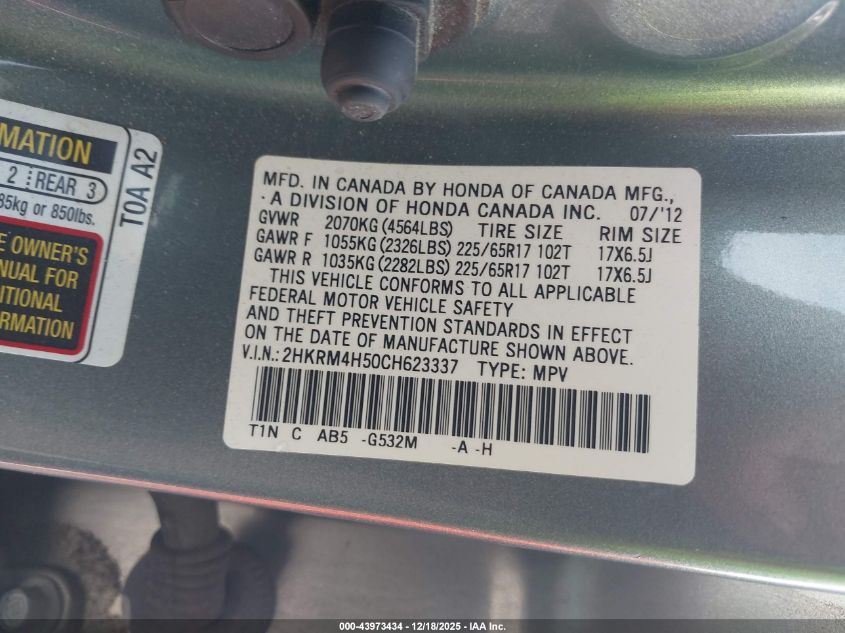 MATION
2 REAR 3
85kg or 850lbs.
E OWNER'S
ANUAL FOR
DITIONAL
ORMATION
TOA A2
MFD. IN CANADA BY HONDA OF CANADA MFG.,
A DIVISION OF HONDA CANADA INC. 07/'12
GVWR 2070KG (4564LBS) TIRE SIZE RIM SIZE
GAWR F 1055KG (2326LBS) 225/65R17 102T 17X6.5J
GAWR R 1035KG (2282LBS) 225/65R17 102T 17X6.5J
THIS VEHICLE CONFORMS TO ALL APPLICABLE
FEDERAL MOTOR VEHICLE SAFETY
AND THEFT PREVENTION STANDARDS IN EFFECT
ON THE DATE OF MANUFACTURE SHOWN ABOVE.
V.I.N.: 2HKRM4H50CH623337 TYPE: MPV
T1N C AB5 -G532M -A -H
000-43973434 - 12/18/2025 - IAA Inc.